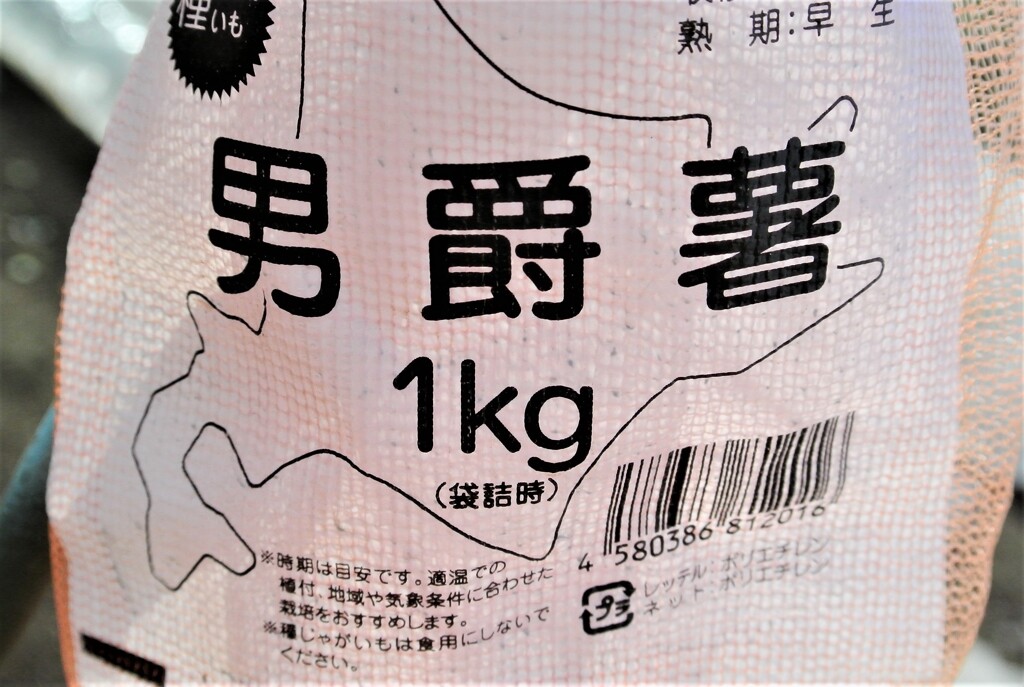 種いも
熟 期:早 生
男爵薯
1kg
(袋詰時)
4 580386 812016
※時期は目安です。適温での
植付、地域や気象条件に合わせた
栽培をおすすめします。
※種じゃがいもは食用にしないで
ください。
プラ
レッテル:ポリエチレン
ネット:ポリエチレン